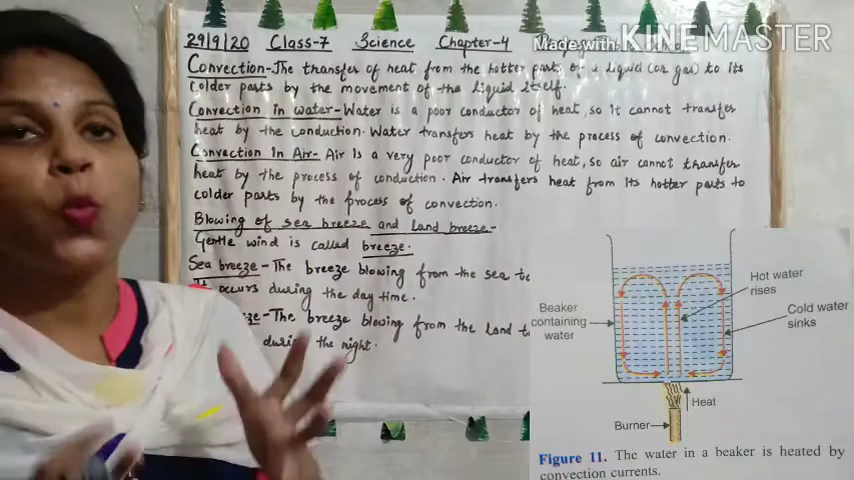 29/9/20 Class-7 Science Chapter-4
Made with KINEMASTER
Convection-The transfer of heat from the hotter part of a liquid (or gas) to its
colder parts by the movement of the liquid itself.
Convection in water- Water is a poor conductor of heat, so it cannot transfer
heat by the conduction. Water transfers heat by the process of convection.
Convection In Air- Air is a very poor conductor of heat, so air cannot transfer
heat by the process of conduction. Air transfers heat from its hotter parts to
colder parts by the process of convection.
Blowing of sea breeze and Land breeze-
Gentle wind is called breeze.
Sea breeze-The breeze blowing from the sea to
It occurs during the day time.
The breeze blowing from the land
during the night.
Hot water
rises
Cold water
sinks
Beaker
containing
water
Heat
Burner
Figure 11. The water in a beaker is heated by
convection currents.